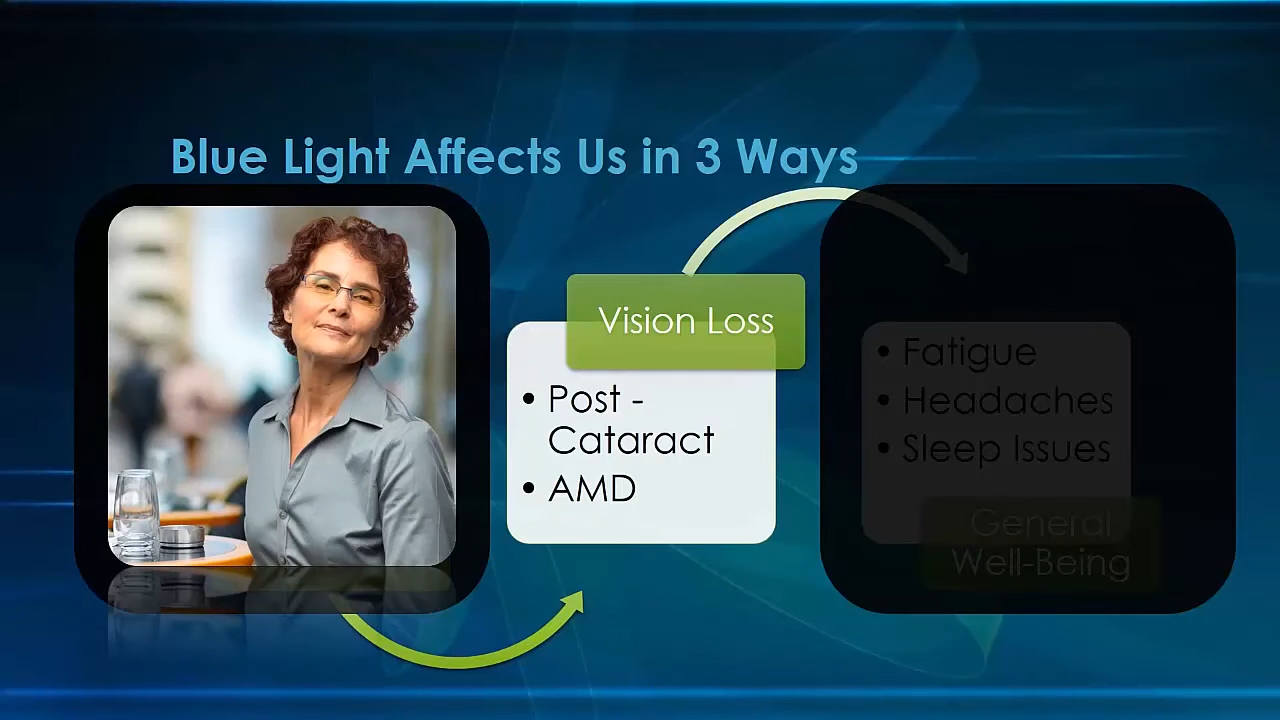 Blue Light Affects Us in 3 Ways
Vision Loss
• Post -
Cataract
• AMD
• Fatigue
• Headaches
• Sleep Issues
General
Well-Being